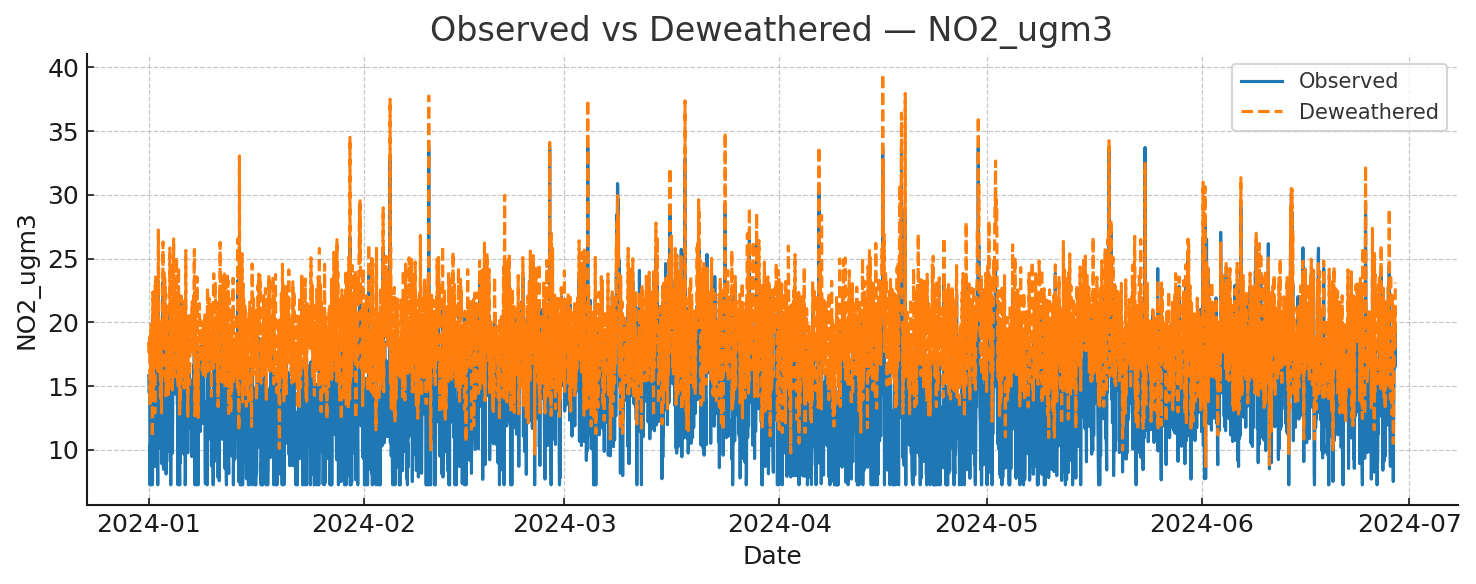 Observed vs Deweathered — NO2_ugm3
Observed
Deweathered
NO2_ugm3
40
35
30
25
20
15
10
2024-01
2024-02
2024-03
2024-04
2024-05
2024-06
2024-07
Date